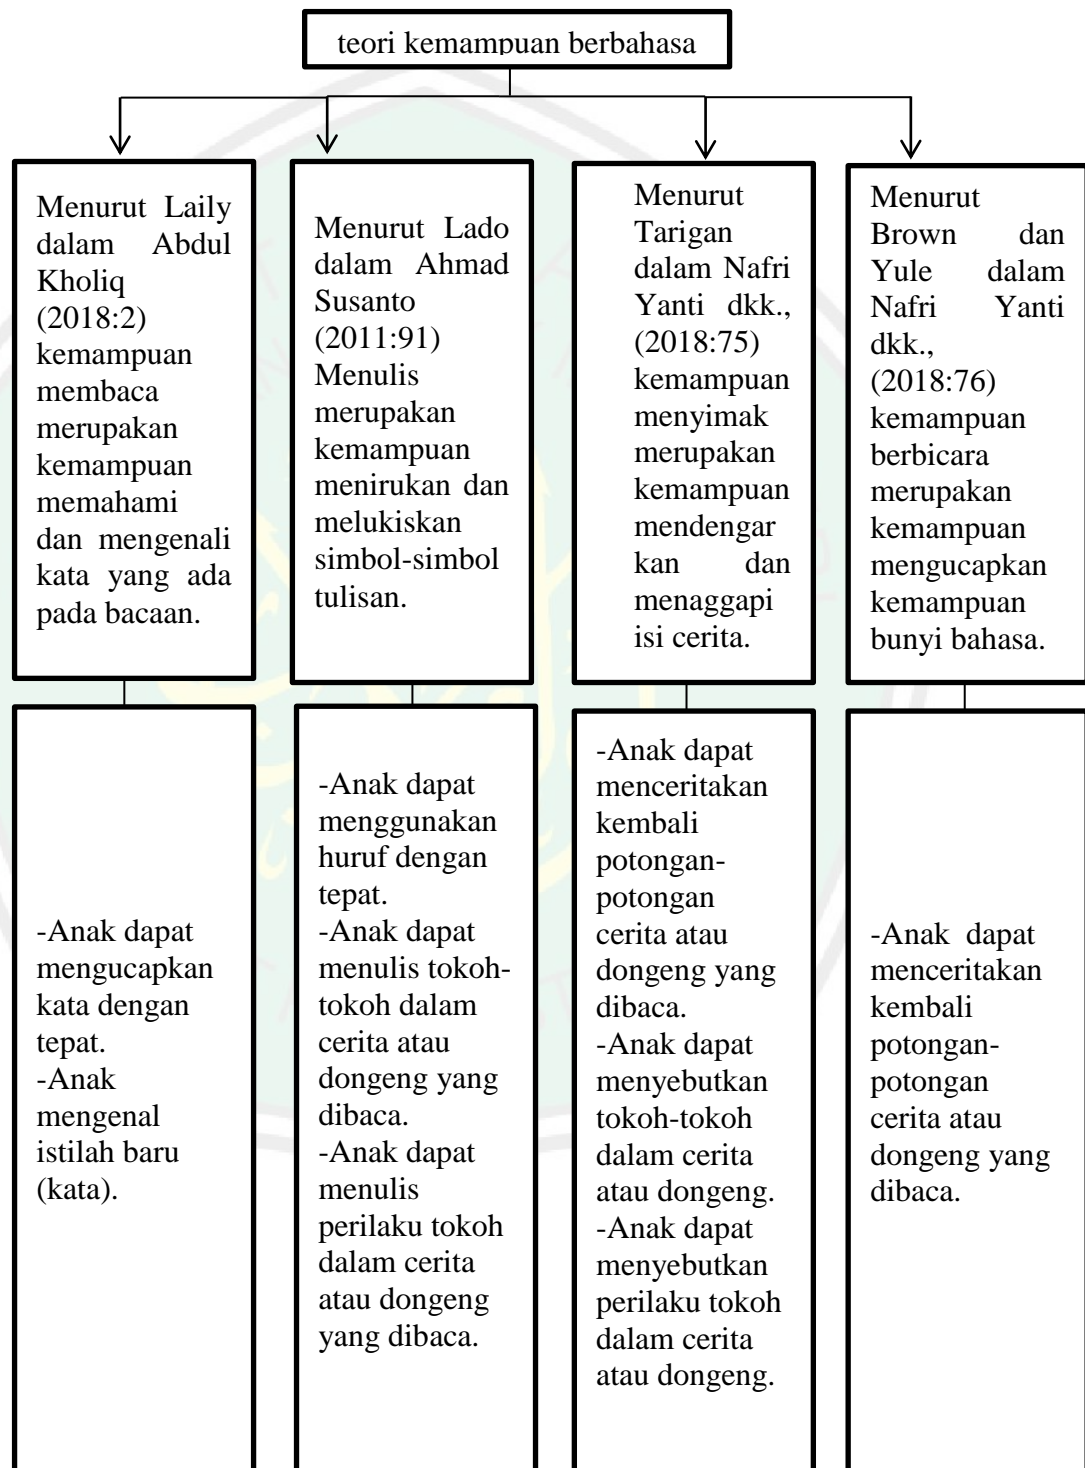 teori kemampuan berbahasa
Menurut Laily
dalam Abdul
Kholiq
(2018:2)
kemampuan
membaca
merupakan
kemampuan
memahami
dan mengenali
kata yang ada
pada bacaan.
Menurut Lado
dalam Ahmad
Susanto
(2011:91)
Menulis
merupakan
kemampuan
menirukan dan
melukiskan
simbol-simbol
tulisan.
Menurut
Tarigan
dalam Nafri
Yanti dkk.,
(2018:75)
kemampuan
menyimak
merupakan
kemampuan
mendengar
kan dan
menaggapi
isi cerita.
Menurut
Brown dan
Yule dalam
Nafri Yanti
dkk.,
(2018:76)
kemampuan
berbicara
merupakan
kemampuan
mengucapkan
kemampuan
bunyi bahasa.
-Anak dapat
mengucapkan
kata dengan
tepat.
-Anak
mengenal
istilah baru
(kata).
-Anak dapat
menggunakan
huruf dengan
tepat.
-Anak dapat
menulis tokoh-
tokoh dalam
cerita atau
dongeng yang
dibaca.
-Anak dapat
menulis
perilaku tokoh
dalam cerita
atau dongeng
yang dibaca.
-Anak dapat
menceritakan
kembali
potongan-
potongan
cerita atau
dongeng yang
dibaca.
-Anak dapat
menyebutkan
tokoh-tokoh
dalam cerita
atau dongeng.
-Anak dapat
menyebutkan
perilaku tokoh
dalam cerita
atau dongeng.
-Anak dapat
menceritakan
kembali
potongan-
potongan
cerita atau
dongeng yang
dibaca.